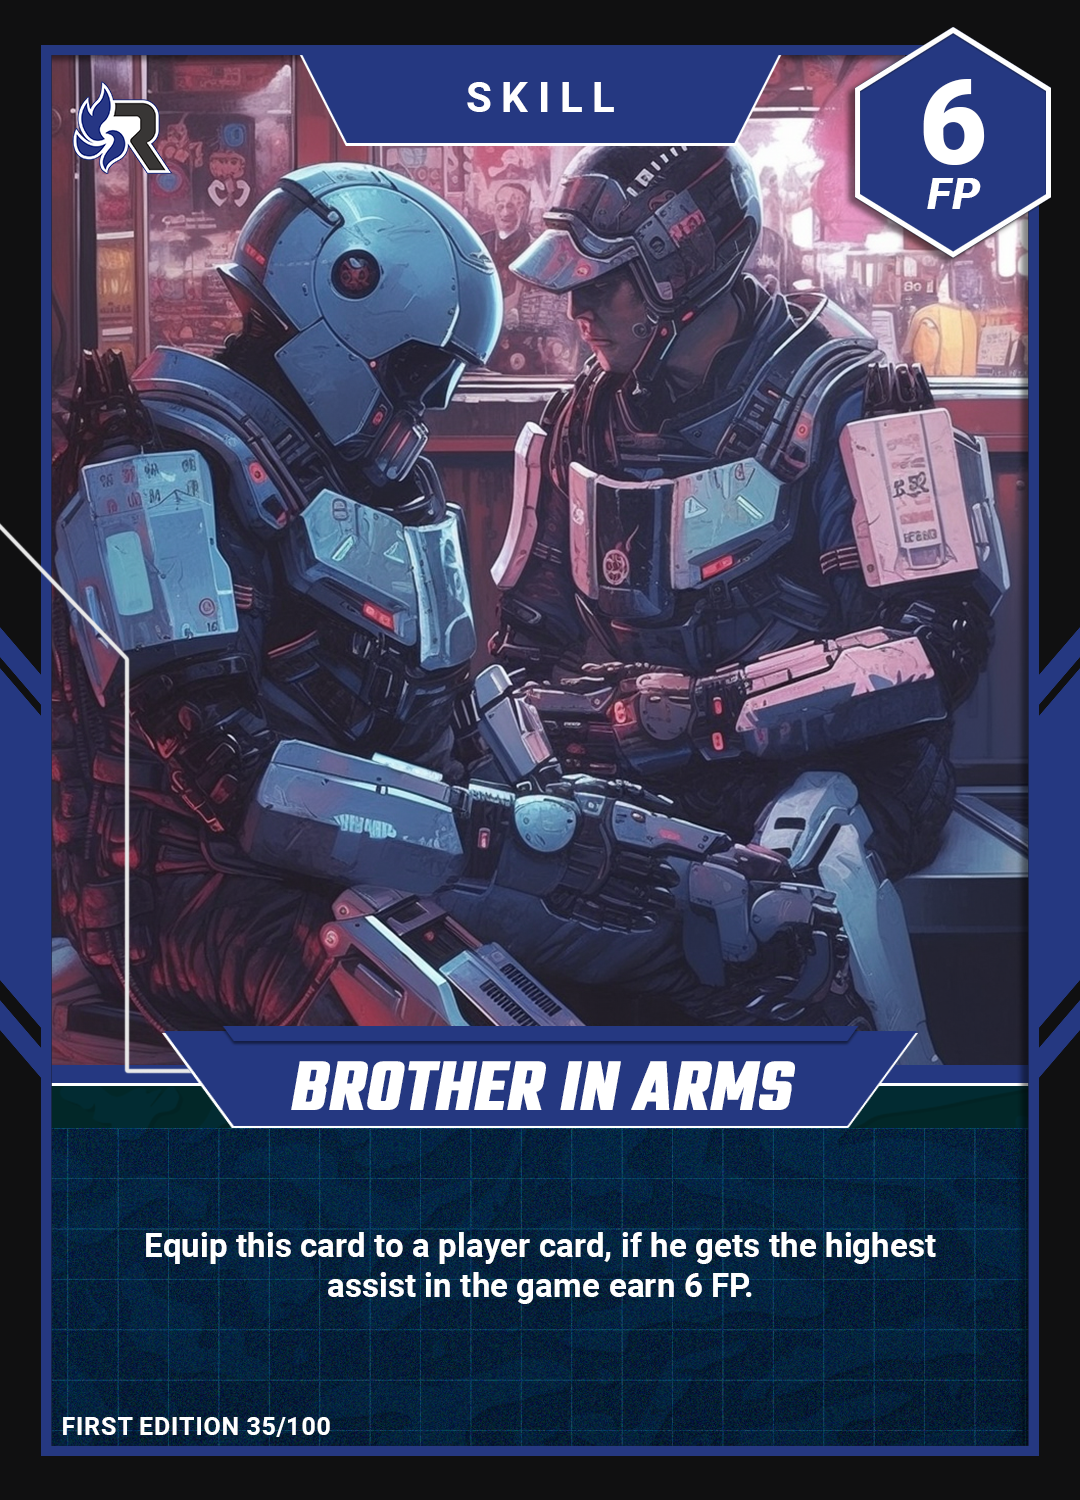 SKILL
6
FP
R
BROTHER IN ARMS
Equip this card to a player card, if he gets the highest
assist in the game earn 6 FP.
FIRST EDITION 35/100